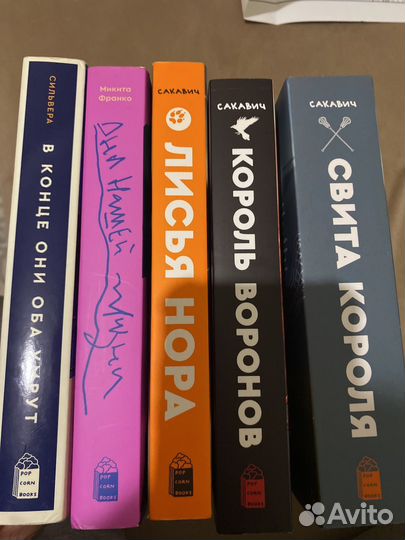 СИЛЬВЕРА
В КОНЦЕ ОНИ ОБА УМРУТ
POP
CORN
BOOKS
Микита Франко
ДНИ НАШЕЙ ЖИЗНИ
POP
CORN
BOOKS
САКАВИЧ
ЛИСЬЯ НОРА
POP
CORN
BOOKS
САКАВИЧ
КОРОЛЬ ВОРОНОВ
POP
CORN
BOOKS
САКАВИЧ
СВИТА КОРОЛЯ
POP
CORN
BOOKS
Avito